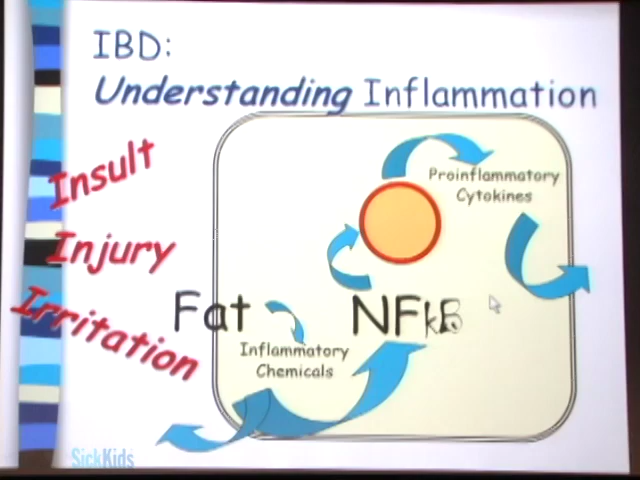 IBD:
Understanding Inflammation
Insult
Injury
Irritation
Proinflammatory
Cytokines
Fat
NFkB
Inflammatory
Chemicals
SickKids